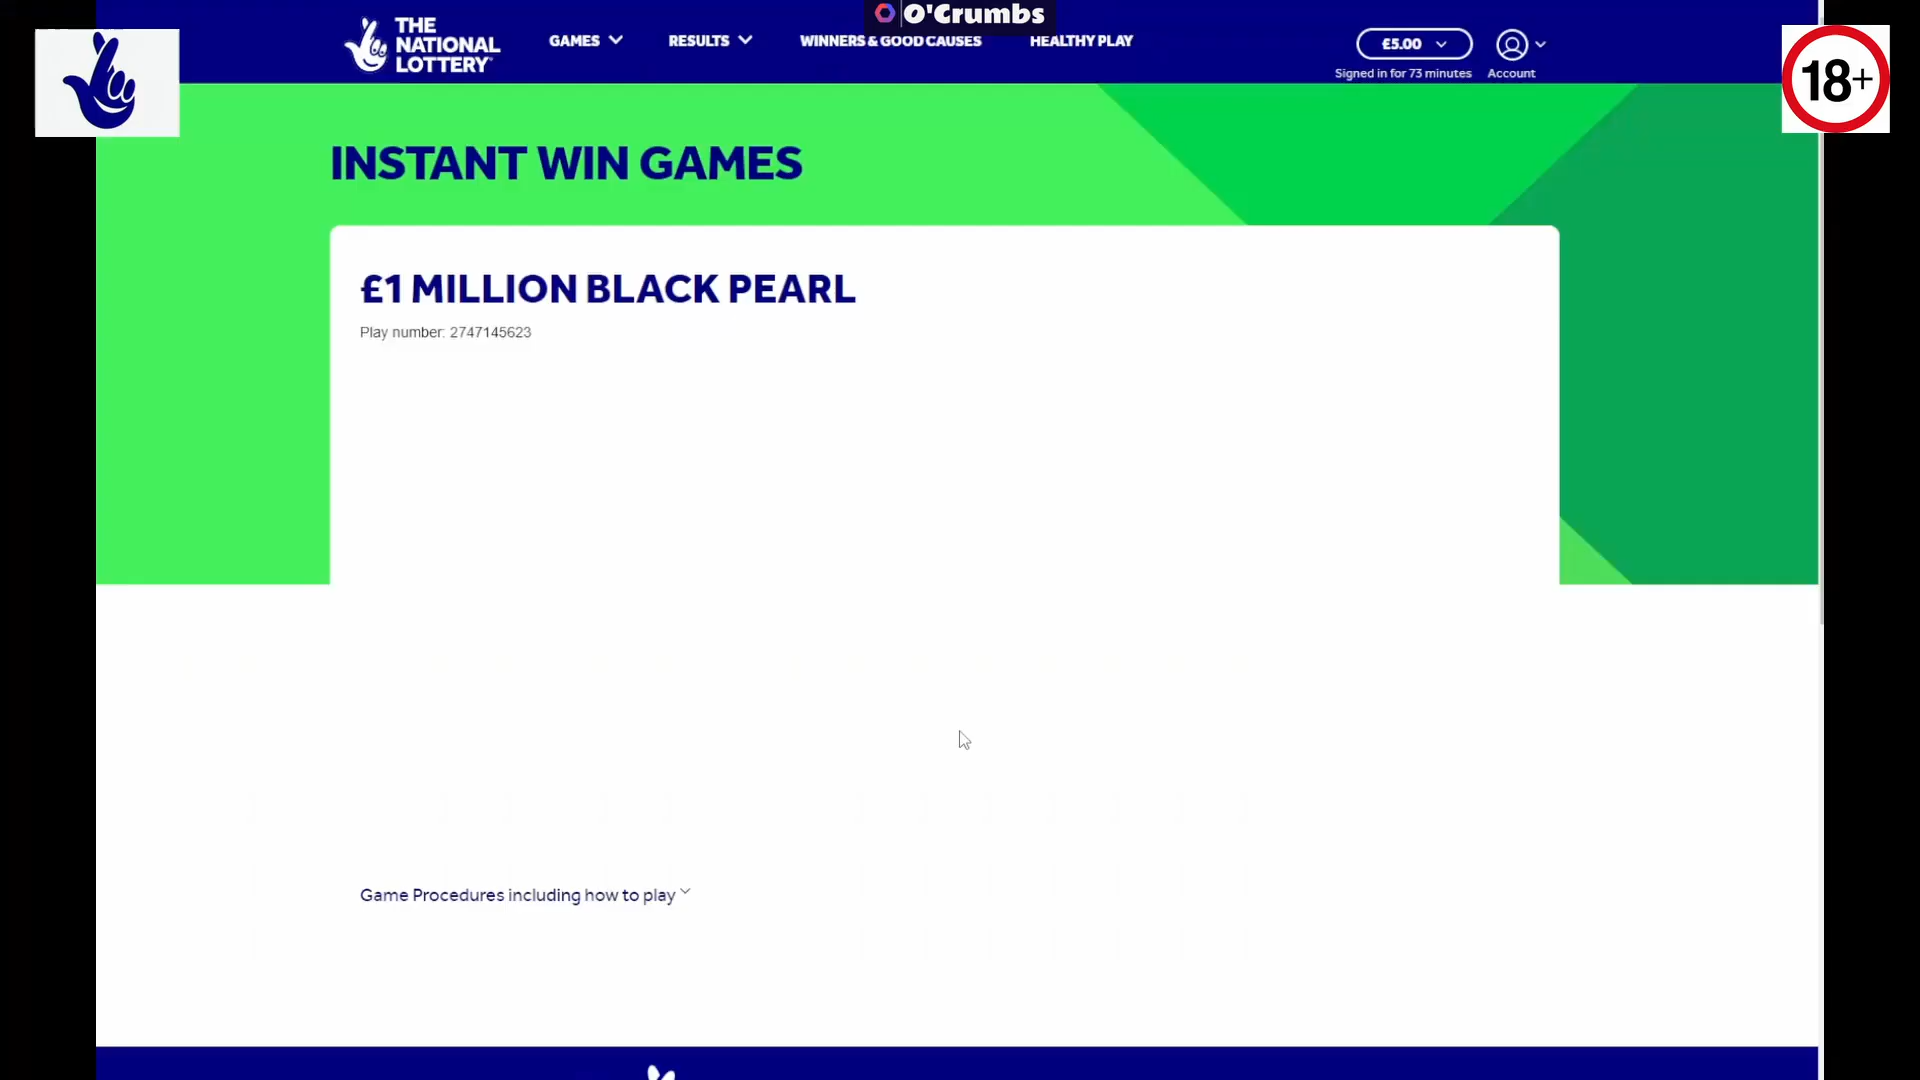 O'Crumbs
THE
NATIONAL
LOTTERY
GAMES
RESULTS
WINNERS & GOOD CAUSES
HEALTHY PLAY
£5.00
Signed in for 73 minutes
Account
18+
INSTANT WIN GAMES
£1 MILLION BLACK PEARL
Play number: 2747145623
Game Procedures including how to play